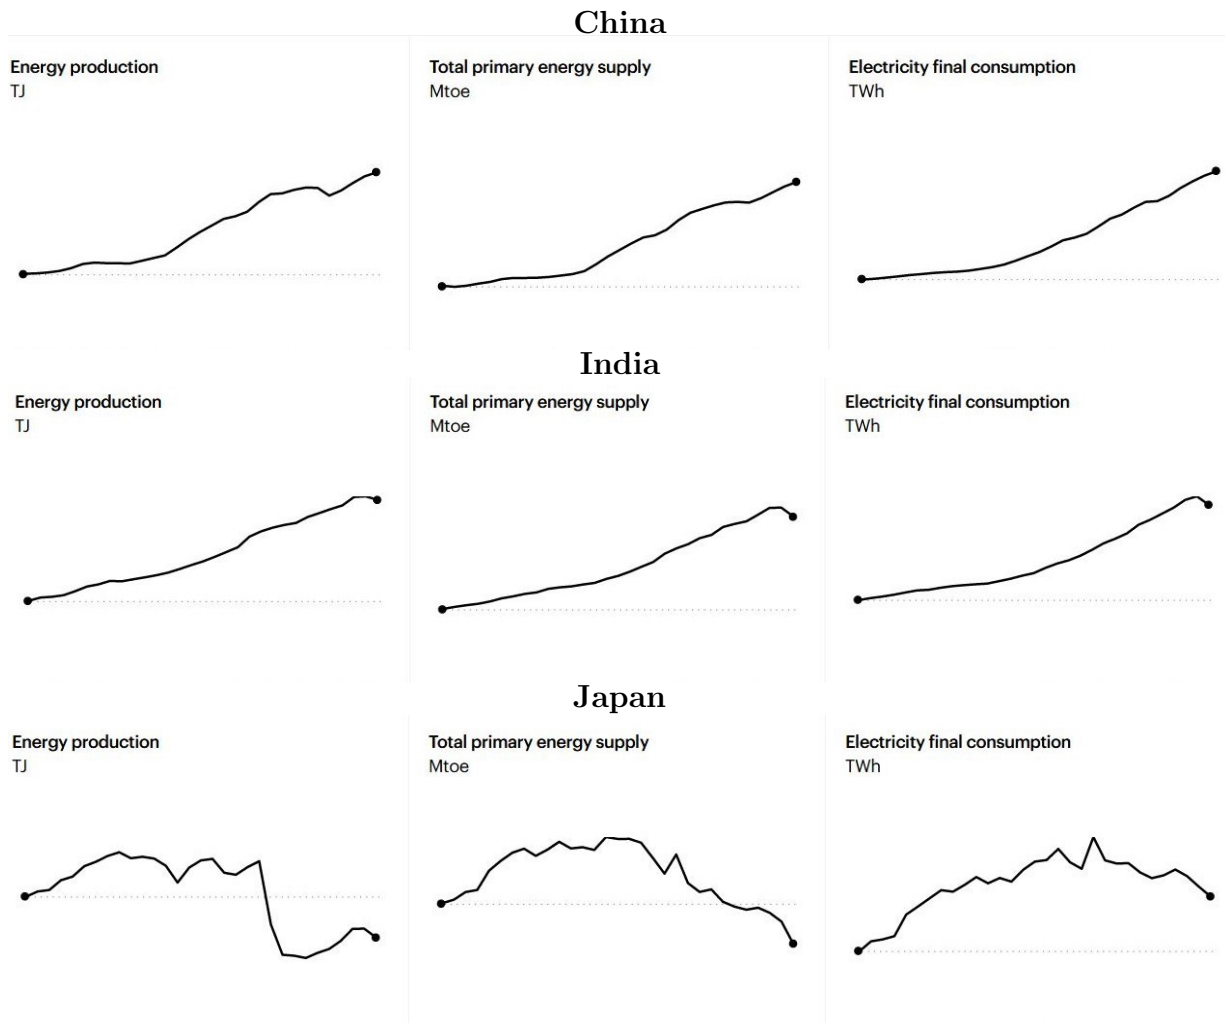 China
Energy production
TJ
Total primary energy supply
Mtoe
Electricity final consumption
TWh
India
Energy production
TJ
Total primary energy supply
Mtoe
Electricity final consumption
TWh
Japan
Energy production
TJ
Total primary energy supply
Mtoe
Electricity final consumption
TWh